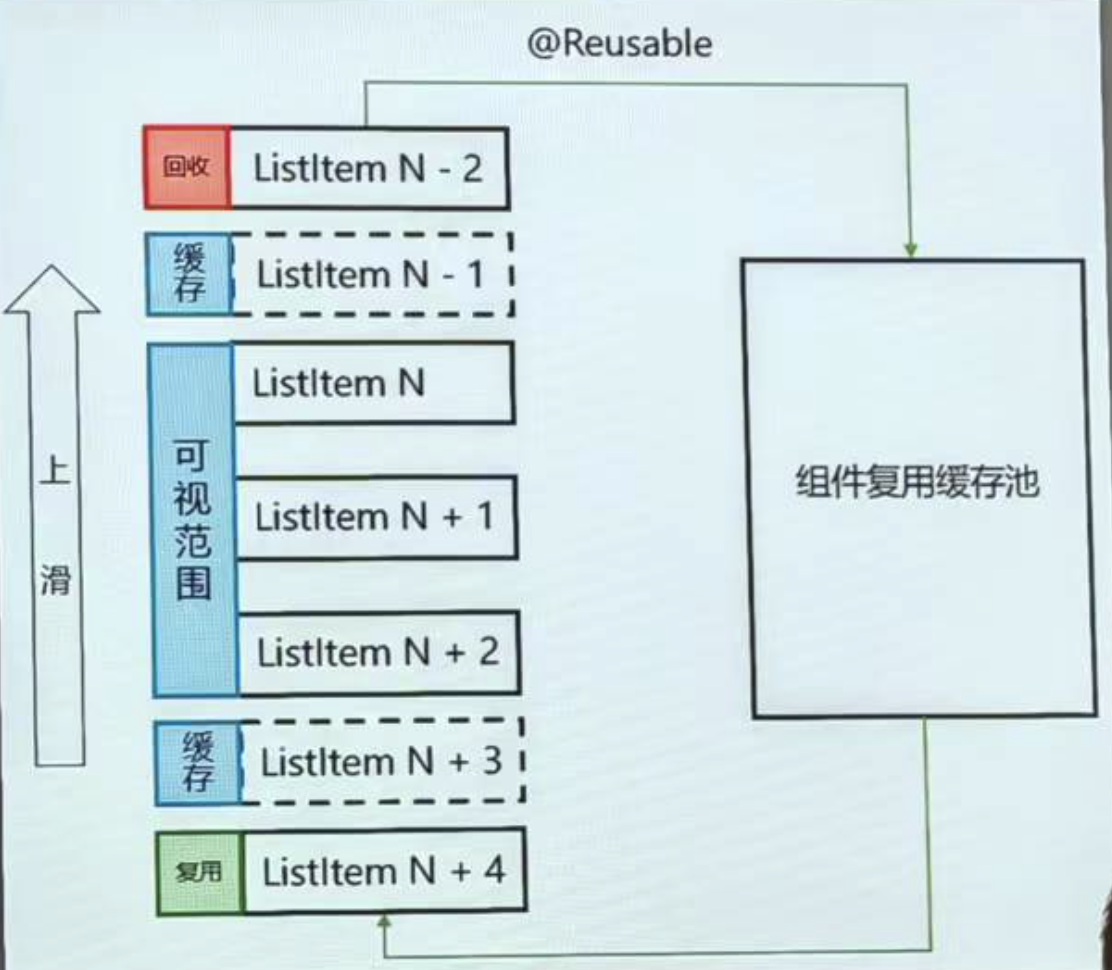 @Reusable
回收
ListItem N - 2
缓存
ListItem N - 1
可视范围
ListItem N
ListItem N + 1
ListItem N + 2
缓存
ListItem N + 3
复用
ListItem N + 4
上滑
组件复用缓存池